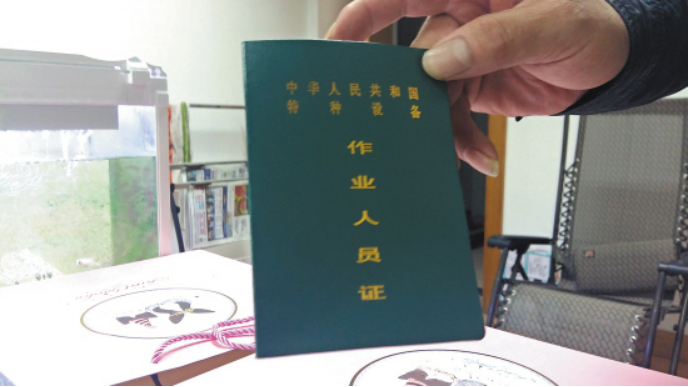 中华人民共和国
特种设备
作
业
人
员
证